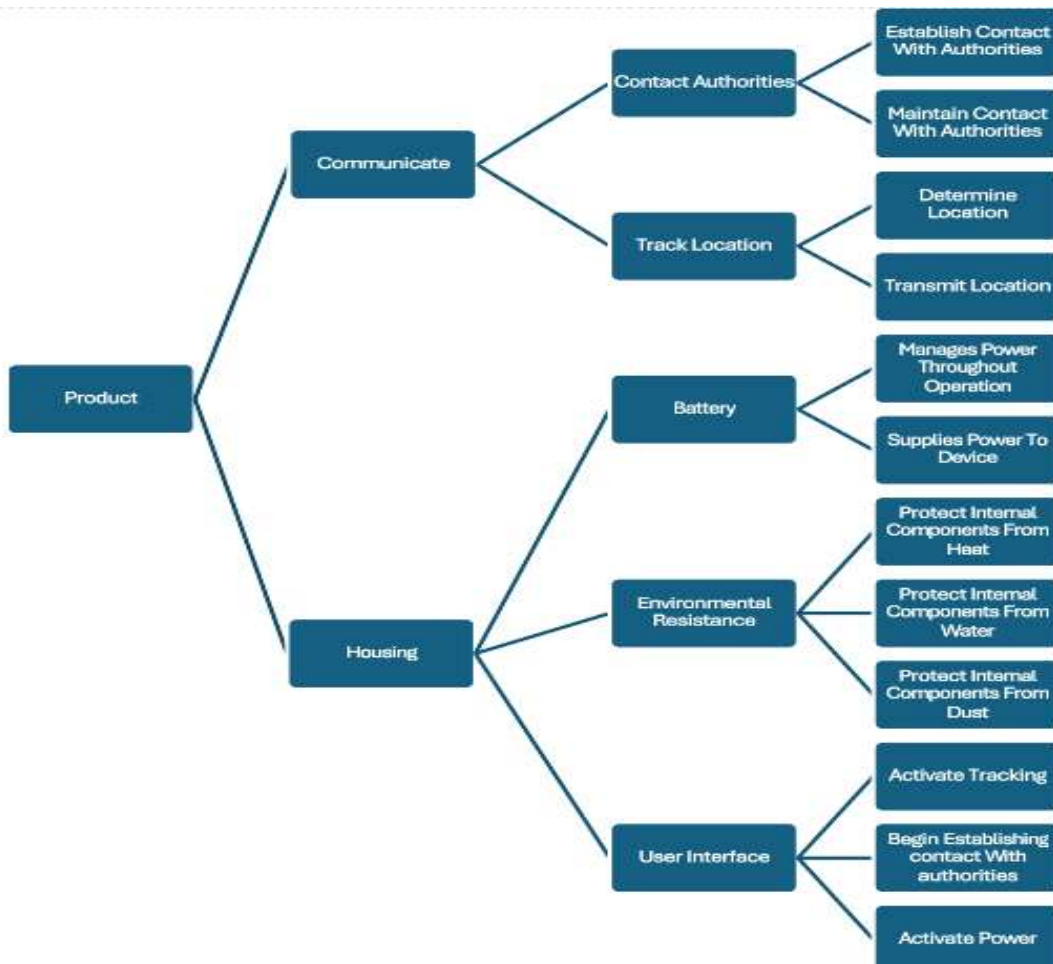 Establish Contact
With Authorities
Contact Authorities
Maintain Contact
With Authorities
Communicate
Determine
Location
Track Location
Transmit Location
Manages Power
Throughout
Operation
Product
Battery
Supplies Power To
Device
Protect Internal
Components From
Heat
Environmental
Resistance
Protect Internal
Components From
Water
Housing
Protect Internal
Components From
Dust
Activate Tracking
User Interface
Begin Establishing
contact With
authorities
Activate Power